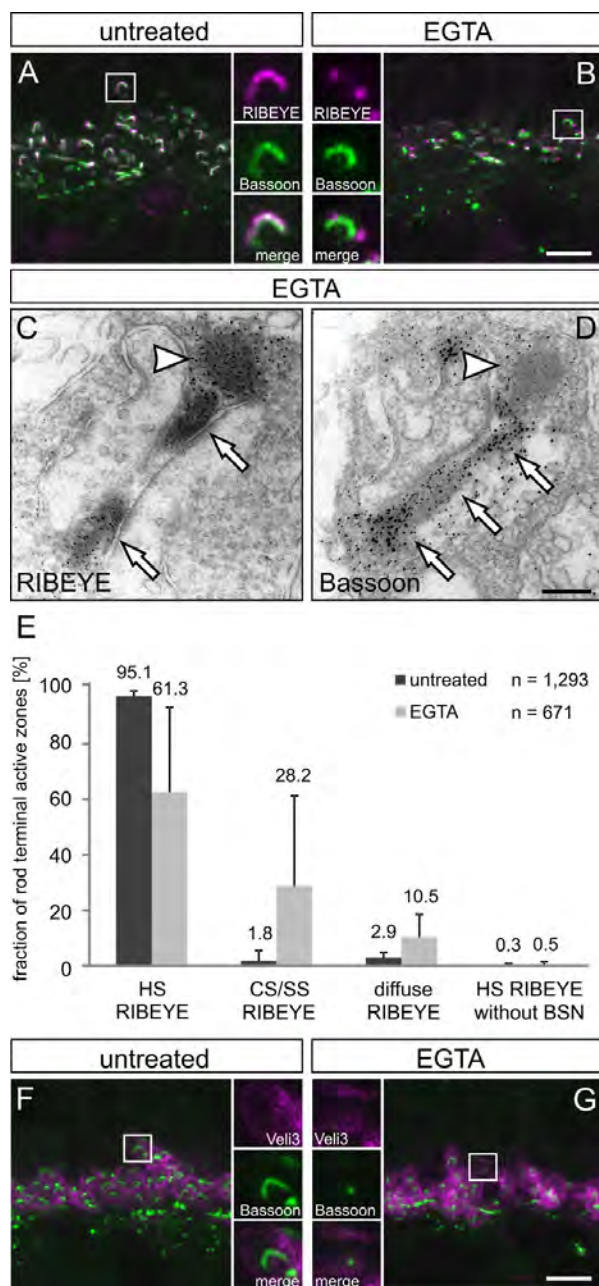 untreated
EGTA
A
B
RIBEYE
RIBEYE
Bassoon
Bassoon
merge
merge
EGTA
C
D
RIBEYE
Bassoon
E
fraction of rod terminal active zones [%]
100
80
60
40
20
0
95.1
61.3
1.8
28.2
2.9
10.5
0.3
0.5
untreated n = 1,293
EGTA n = 671
HS
RIBEYE
CS/SS
RIBEYE
diffuse
RIBEYE
HS RIBEYE
without BSN
untreated
EGTA
F
G
Veli3
Veli3
Bassoon
Bassoon
merge
merge